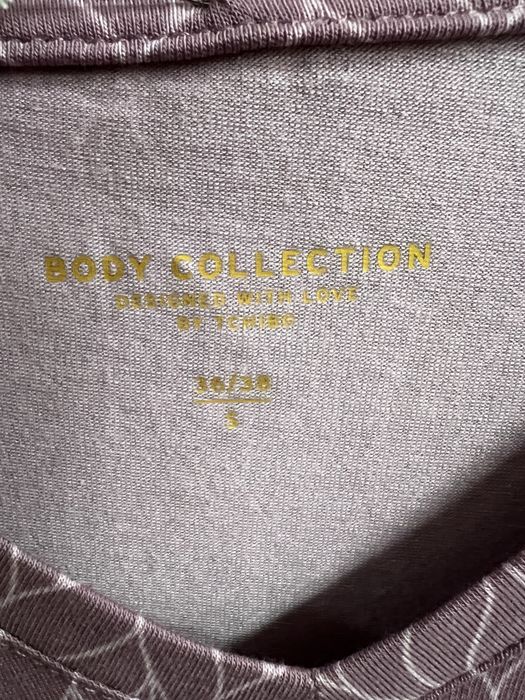 BODY COLLECTION
DESIGNED WITH LOVE
BY TCHIBO
36/38
S